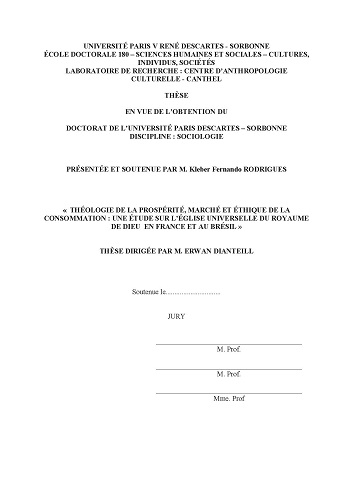 UNIVERSITÉ PARIS V RENÉ DESCARTES - SORBONNE
ÉCOLE DOCTORALE 180 – SCIENCES HUMAINES ET SOCIALES – CULTURES,
INDIVIDUS, SOCIÉTÉS
LABORATOIRE DE RECHERCHE : CENTRE D'ANTHROPOLOGIE
CULTURELLE - CANTHEL
THÈSE
EN VUE DE L'OBTENTION DU
DOCTORAT DE L'UNIVERSITÉ PARIS DESCARTES – SORBONNE
DISCIPLINE : SOCIOLOGIE
PRÉSENTÉE ET SOUTENUE PAR M. Kleber Fernando RODRIGUES
« THÉOLOGIE DE LA PROSPÉRITÉ, MARCHÉ ET ÉTHIQUE DE LA
CONSOMMATION : UNE ÉTUDE SUR L'ÉGLISE UNIVERSELLE DU ROYAUME
DE DIEU EN FRANCE ET AU BRÉSIL »
THÈSE DIRIGÉE PAR M. ERWAN DIANTEILL
Soutenue le..............................
JURY
M. Prof.
M. Prof.
Mme. Prof